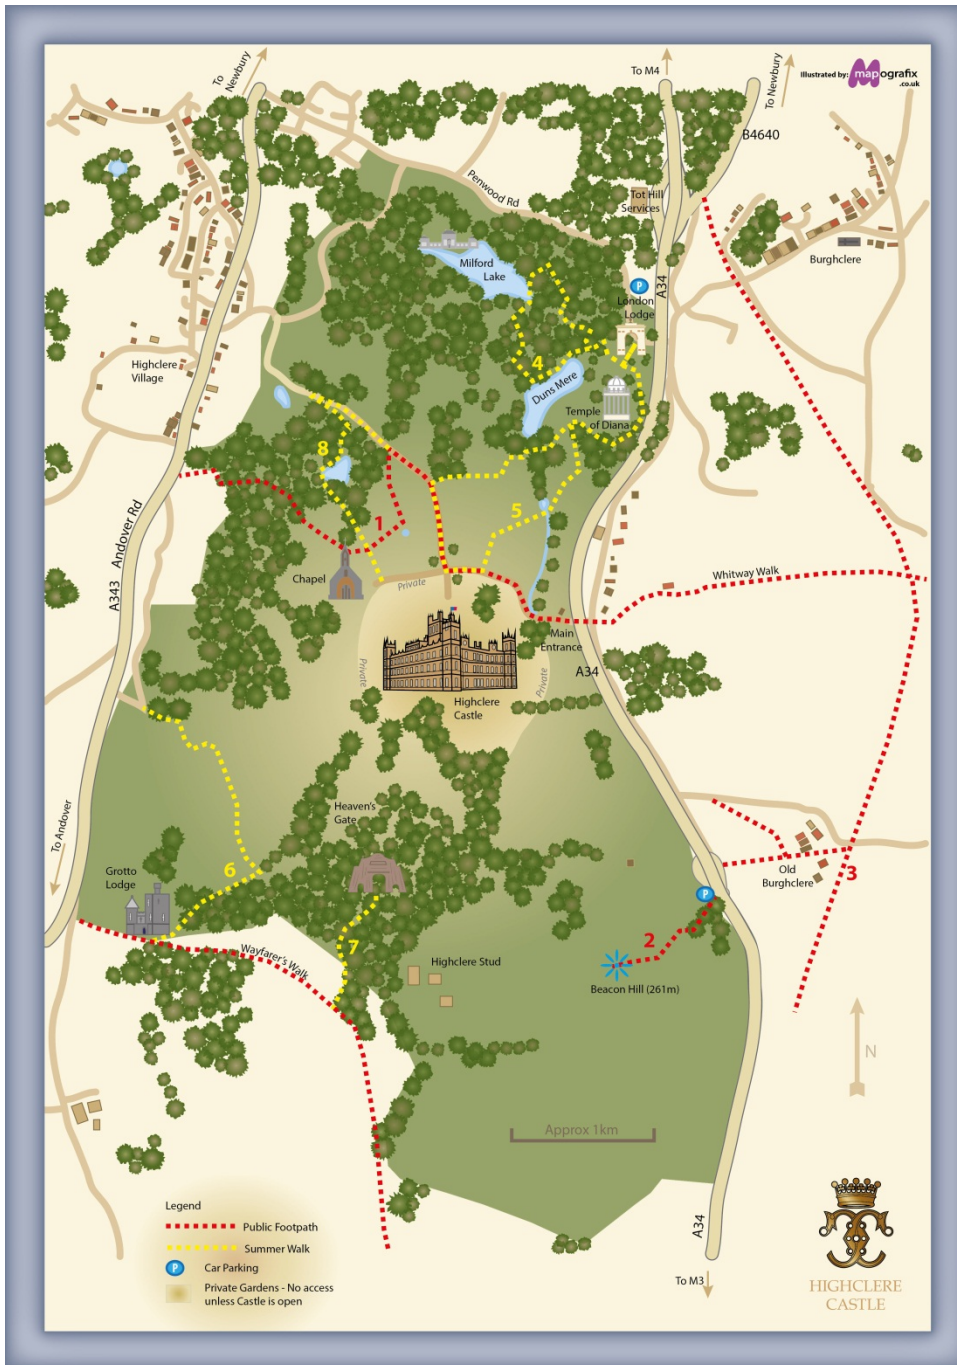 To
Newbury
To M4
To Newbury
Illustrated by: mapografix
.co.uk
B4640
Penwood Rd
Tot Hill
Services
Burghclere
Milford
Lake
P
London
Lodge
A34
Highclere
Village
4
Duns Mere
Temple
of Diana
8
5
1
A343 Andover Rd
Chapel
Private
Whitway Walk
Main
Entrance
Private
Private
A34
Highclere
Castle
To Andover
Heaven's
Gate
Grotto
Lodge
6
Old
Burghclere
3
P
7
2
Wayfarer's Walk
Highclere Stud
Beacon Hill (261m)
N
Approx 1km
Legend
Public Footpath
Summer Walk
P Car Parking
Private Gardens - No access
unless Castle is open
A34
To M3
HIGHCLERE
CASTLE